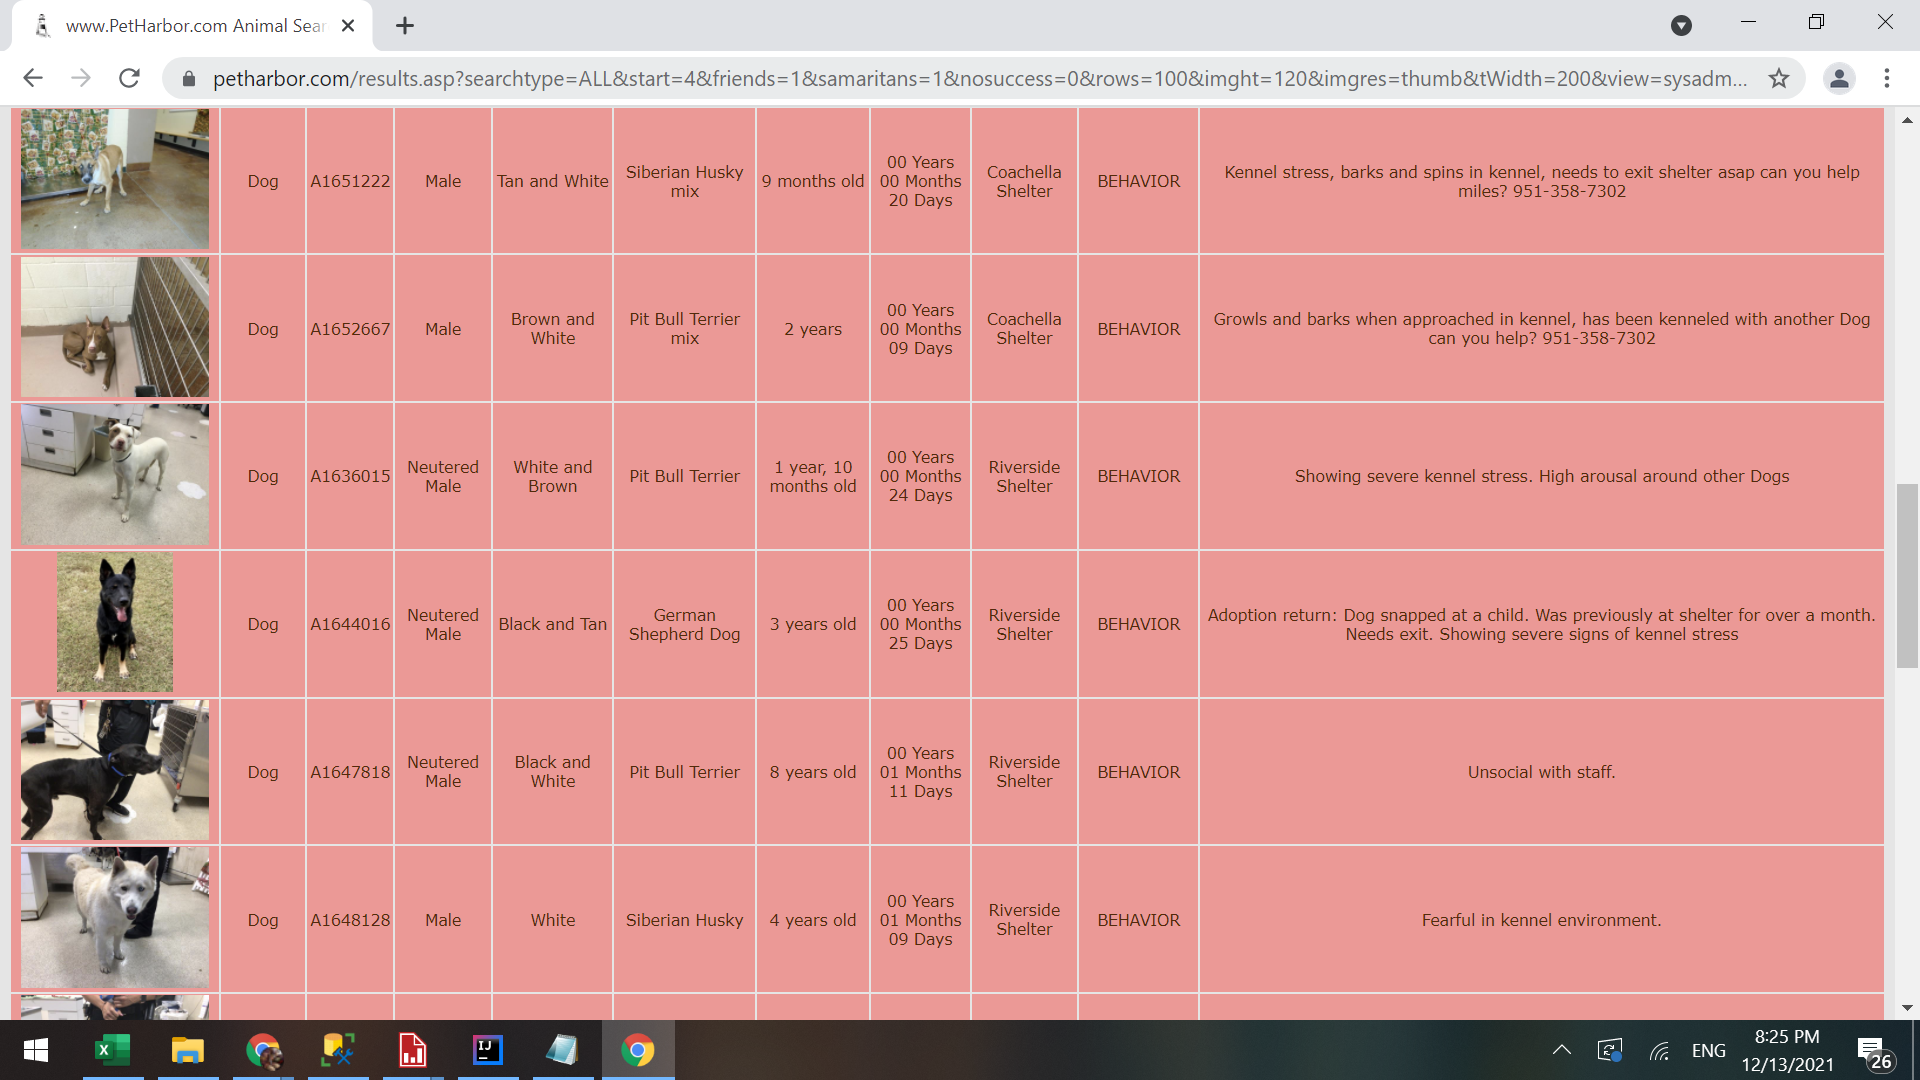 www.PetHarbor.com Animal Sear
petharbor.com/results.asp?searchtype=ALL&start=4&friends=1&samaritans=1&nosuccess=0&rows=100&imght=120&imgres=thumb&tWidth=200&view=sysadm...
Dog
A1651222
Male
Tan and White
Siberian Husky
mix
9 months old
00 Years
00 Months
20 Days
Coachella
Shelter
BEHAVIOR
Kennel stress, barks and spins in kennel, needs to exit shelter asap can you help
miles? 951-358-7302
Dog
A1652667
Male
Brown and
White
Pit Bull Terrier
mix
2 years
00 Years
00 Months
09 Days
Coachella
Shelter
BEHAVIOR
Growls and barks when approached in kennel, has been kenneled with another Dog
can you help? 951-358-7302
Dog
A1636015
Neutered
Male
White and
Brown
Pit Bull Terrier
1 year, 10
months old
00 Years
00 Months
24 Days
Riverside
Shelter
BEHAVIOR
Showing severe kennel stress. High arousal around other Dogs
Dog
A1644016
Neutered
Male
Black and Tan
German
Shepherd Dog
3 years old
00 Years
00 Months
25 Days
Riverside
Shelter
BEHAVIOR
Adoption return: Dog snapped at a child. Was previously at shelter for over a month.
Needs exit. Showing severe signs of kennel stress
Dog
A1647818
Neutered
Male
Black and
White
Pit Bull Terrier
8 years old
00 Years
01 Months
11 Days
Riverside
Shelter
BEHAVIOR
Unsocial with staff.
Dog
A1648128
Male
White
Siberian Husky
4 years old
00 Years
01 Months
09 Days
Riverside
Shelter
BEHAVIOR
Fearful in kennel environment.
IJ
ENG
8:25 PM
12/13/2021
26